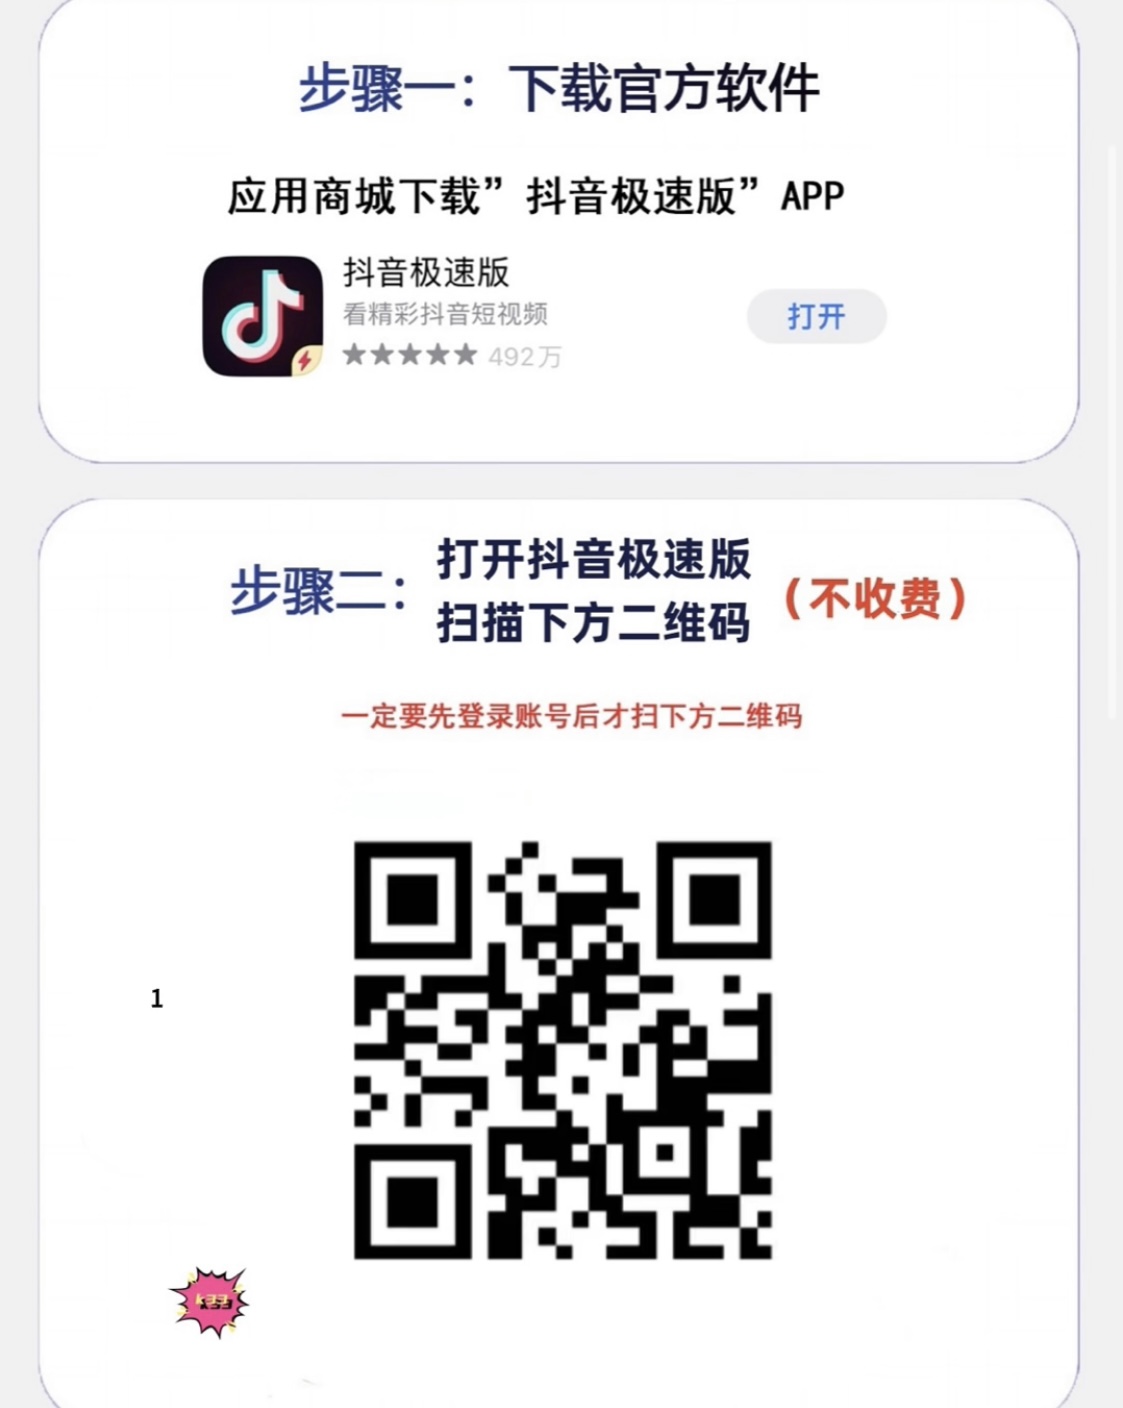 步骤一：下载官方软件
应用商城下载”抖音极速版”APP
抖音极速版
看精彩抖音短视频
492万
打开
步骤二：打开抖音极速版
扫描下方二维码
（不收费）
一定要先登录账号后才扫下方二维码
1
k33